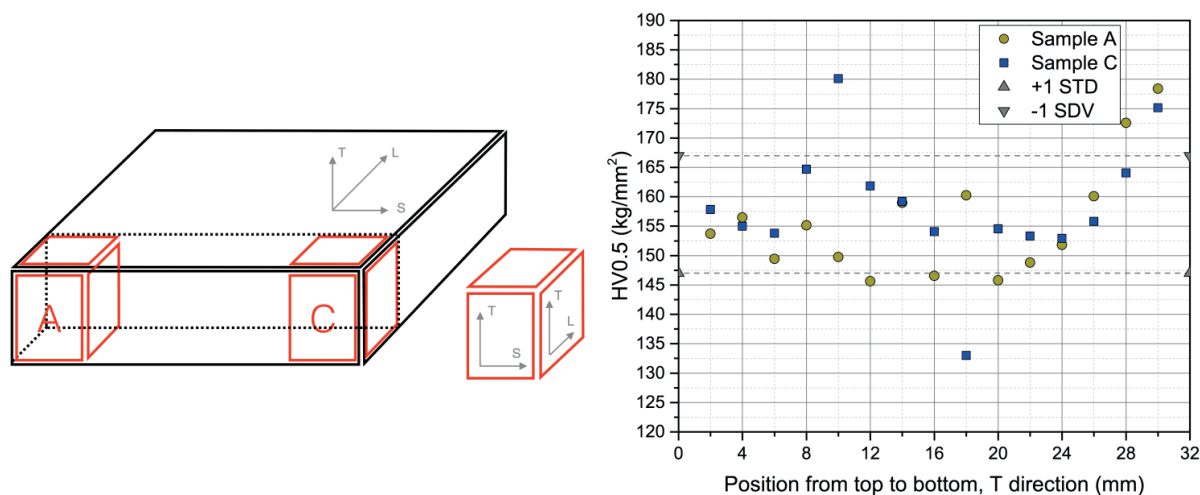 T
L
S
A
C
T
S
T
L
190
185
180
175
170
165
160
155
150
145
140
135
130
125
120
HV0.5 (kg/mm²)
Sample A
Sample C
+1 STD
-1 SDV
0 4 8 12 16 20 24 28 32
Position from top to bottom, T direction (mm)